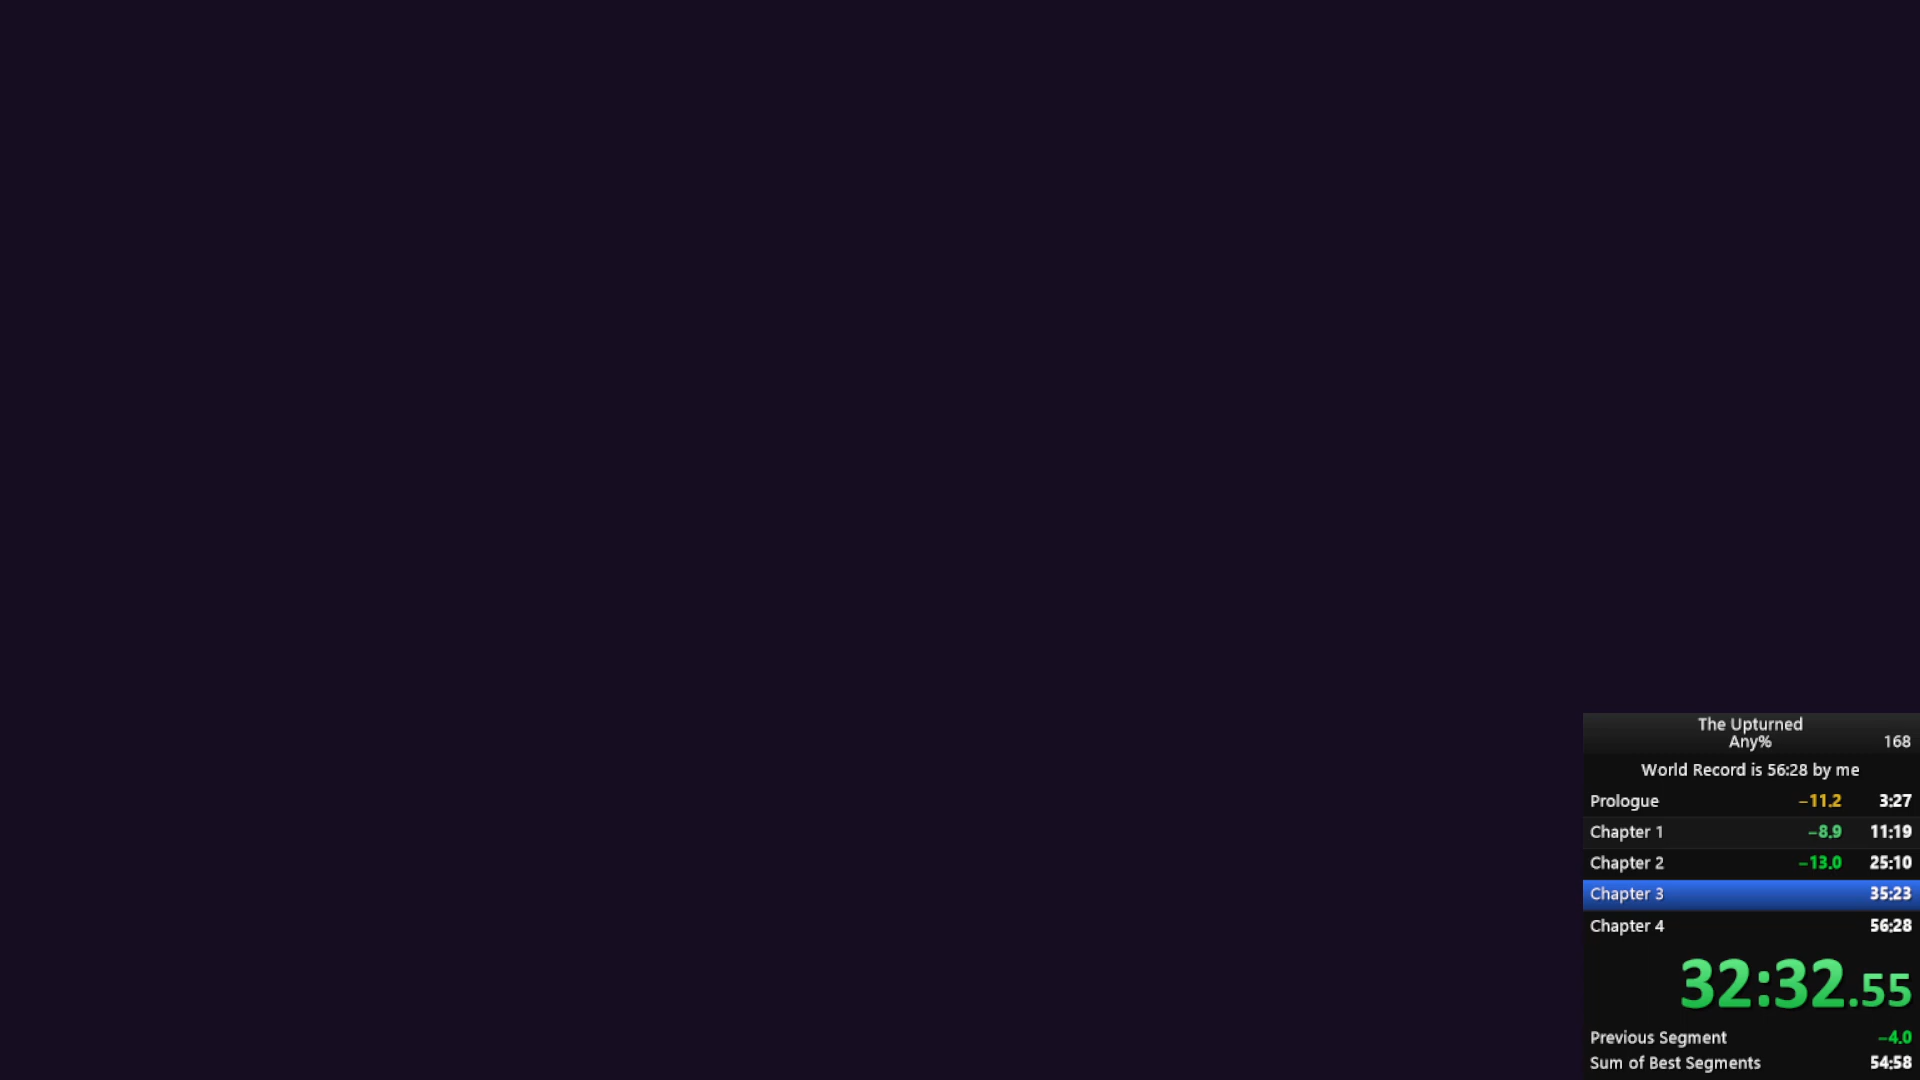 The Upturned
Any% 168
World Record is 56:28 by me
Prologue −11.2 3:27
Chapter 1 −8.9 11:19
Chapter 2 −13.0 25:10
Chapter 3 35:23
Chapter 4 56:28
32:32.55
Previous Segment −4.0
Sum of Best Segments 54:58